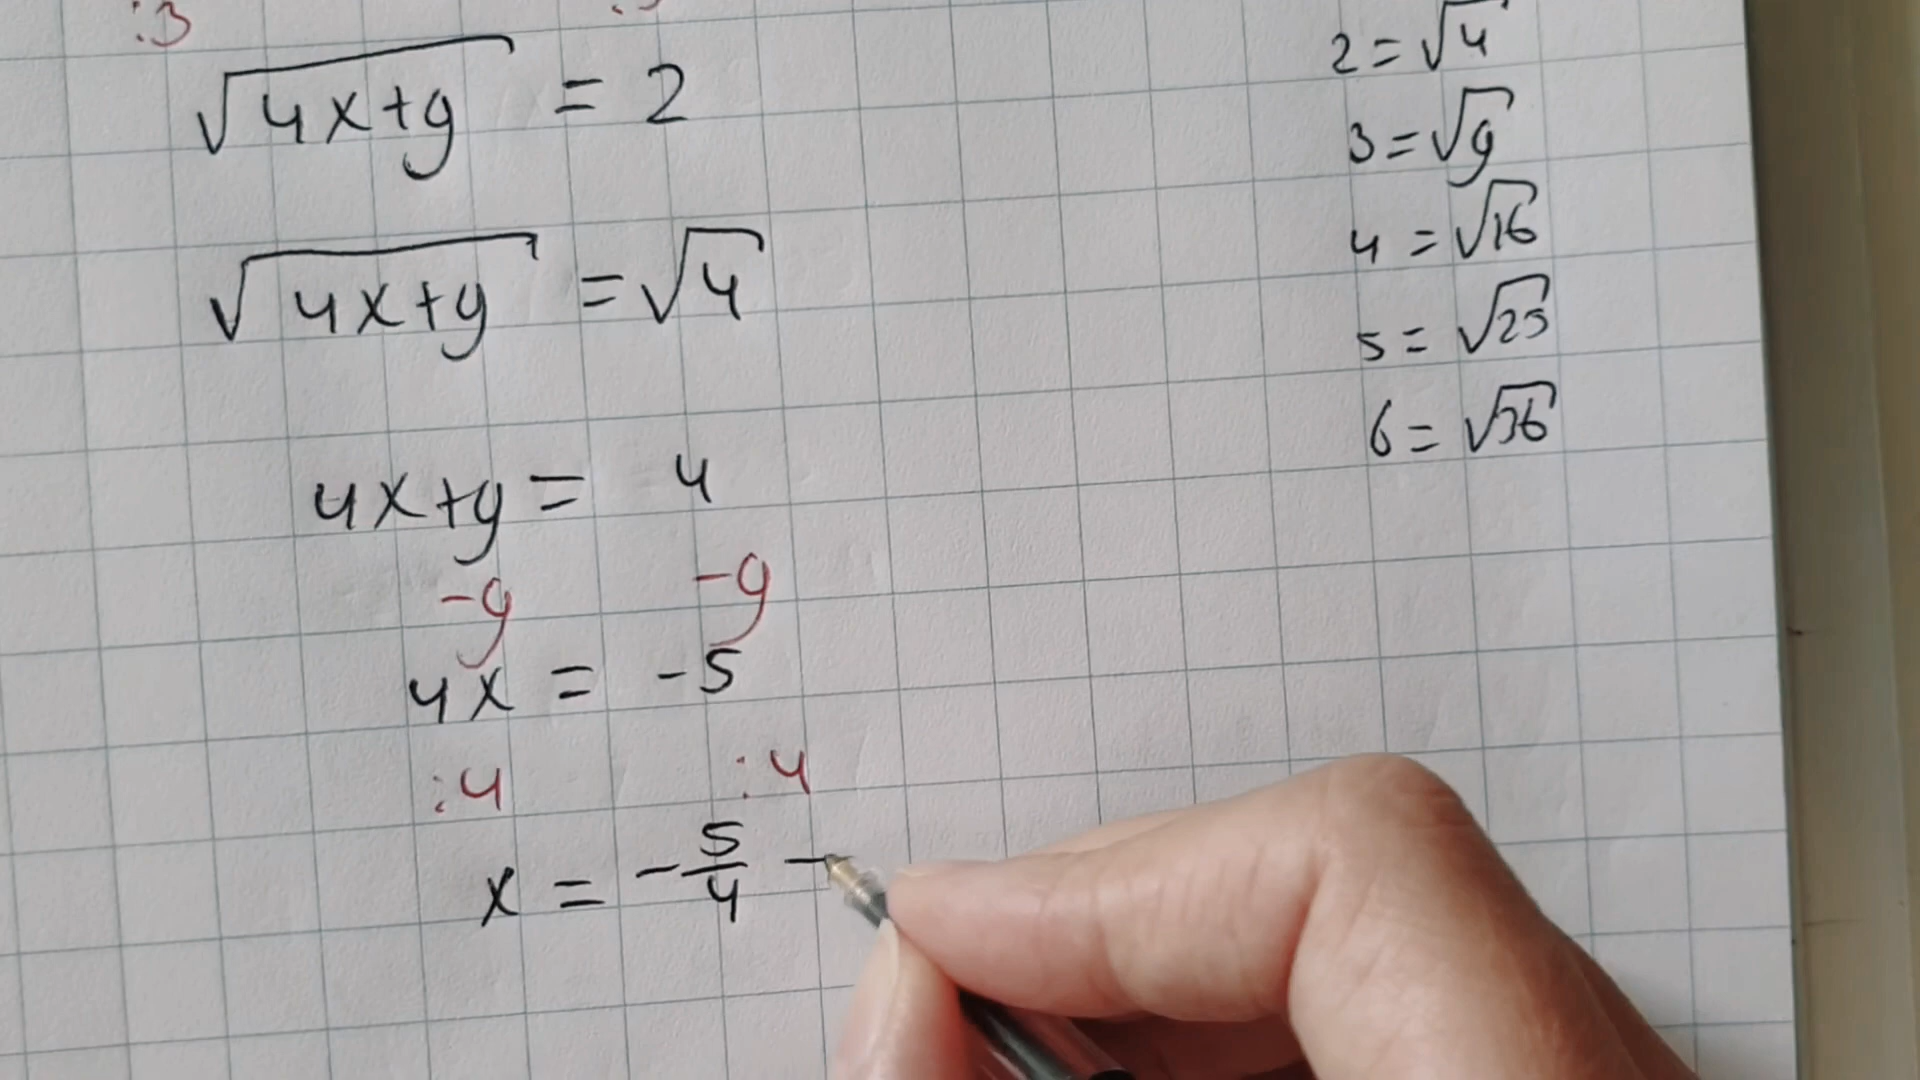 :3
√4x+9 = 2
√4x+9 = √4
4x+9 = 4
-9 -9
4x = -5
:4 :4
x = -5/4 -
2 = √4
3 = √9
4 = √16
5 = √25
6 = √36